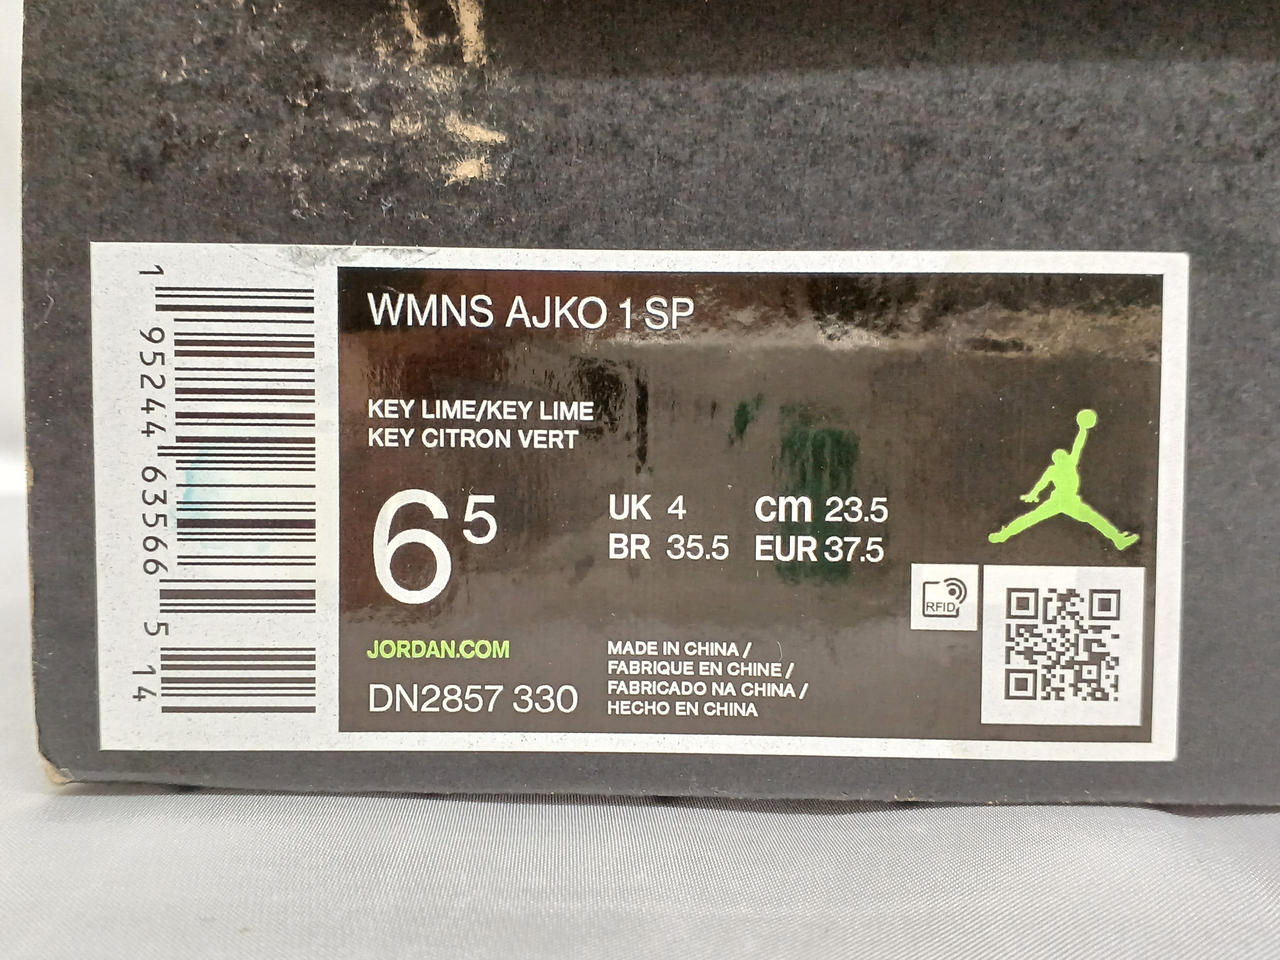 WMNS AJKO 1 SP
KEY LIME/KEY LIME
KEY CITRON VERT
6 5
UK 4 cm 23.5
BR 35.5 EUR 37.5
JORDAN.COM
DN2857 330
MADE IN CHINA /
FABRIQUE EN CHINE /
FABRICADO NA CHINA /
HECHO EN CHINA
RFID
1 95244 63566 5 14